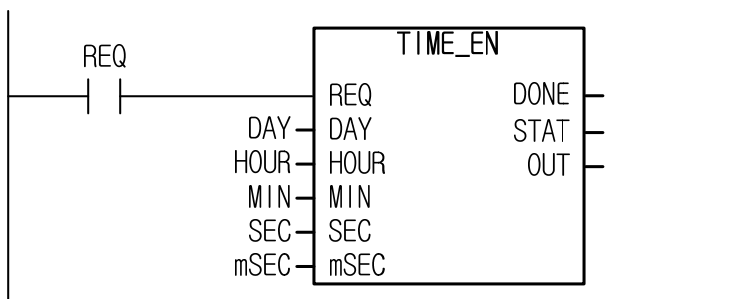 TIME_EN
REQ
REQ DONE
DAY DAY STAT
HOUR HOUR OUT
MIN MIN
SEC SEC
mSEC mSEC